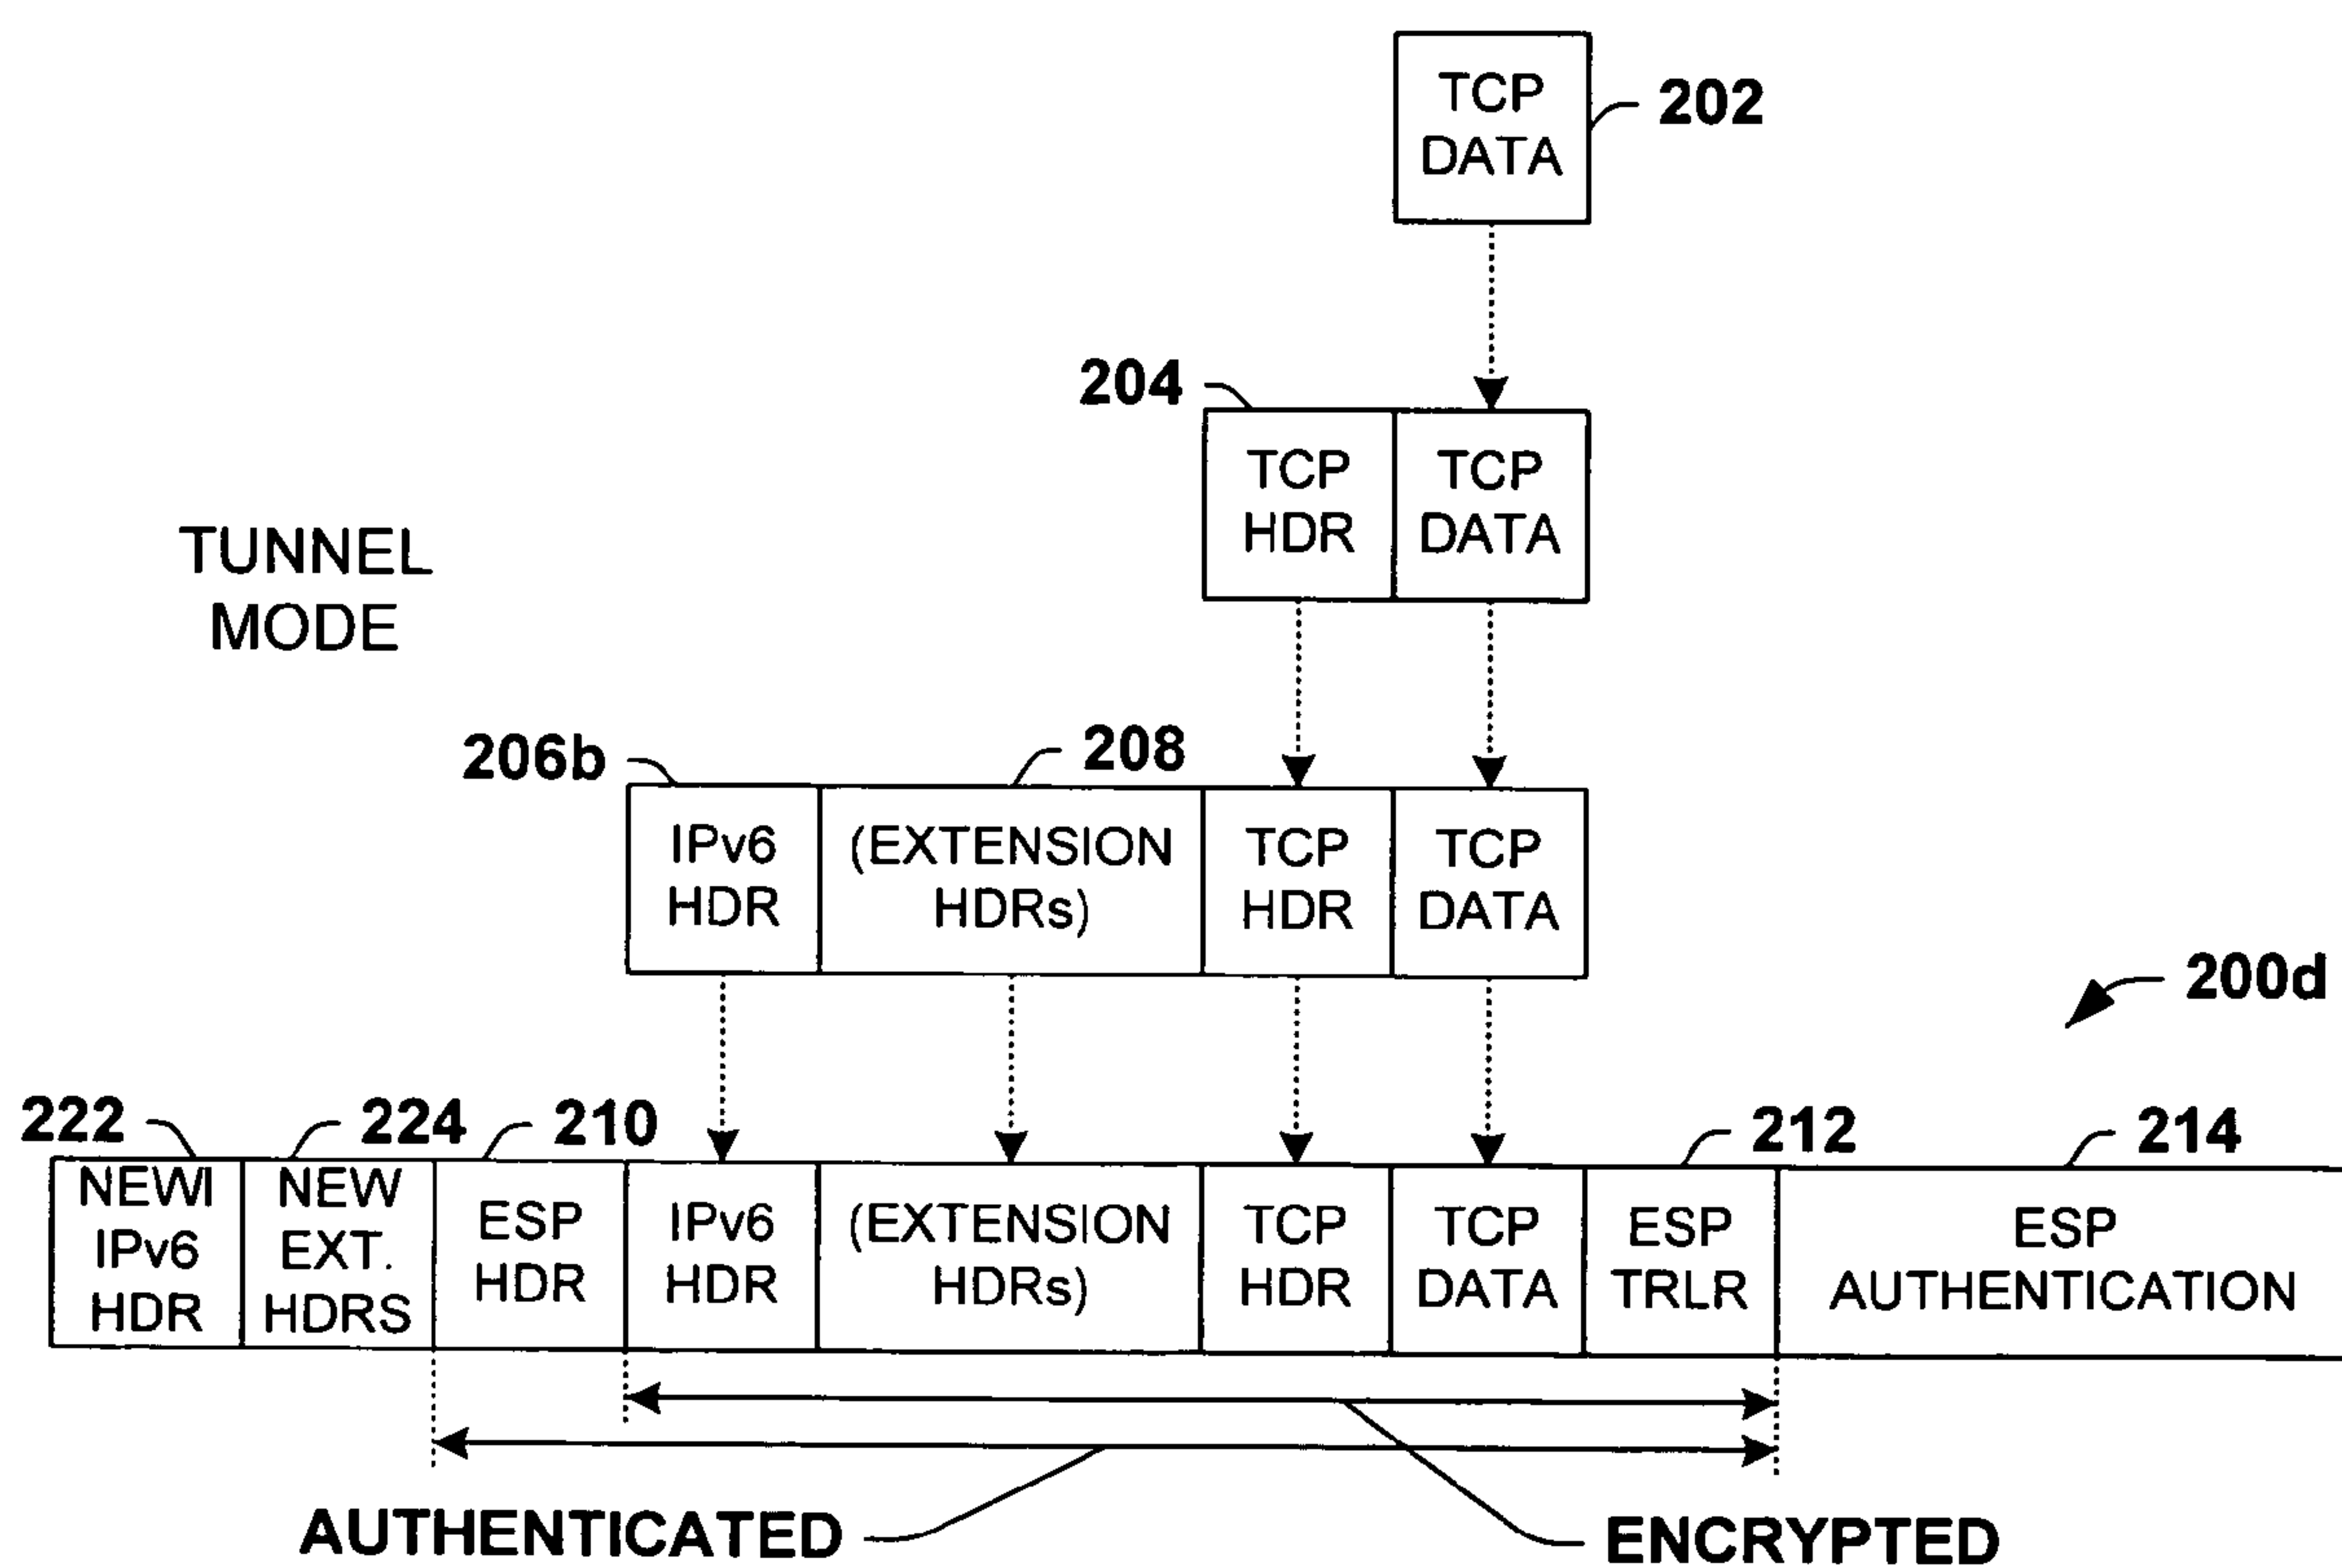 TCP
DATA
202
204
TCP
HDR
TCP
DATA
TUNNEL
MODE
206b
208
IPv6
HDR
(EXTENSION
HDRs)
TCP
HDR
TCP
DATA
200d
222
224
210
212
214
NEWI
IPv6
HDR
NEW
EXT.
HDRS
ESP
HDR
IPv6
HDR
(EXTENSION
HDRs)
TCP
HDR
TCP
DATA
ESP
TRLR
ESP
AUTHENTICATION
AUTHENTICATED
ENCRYPTED